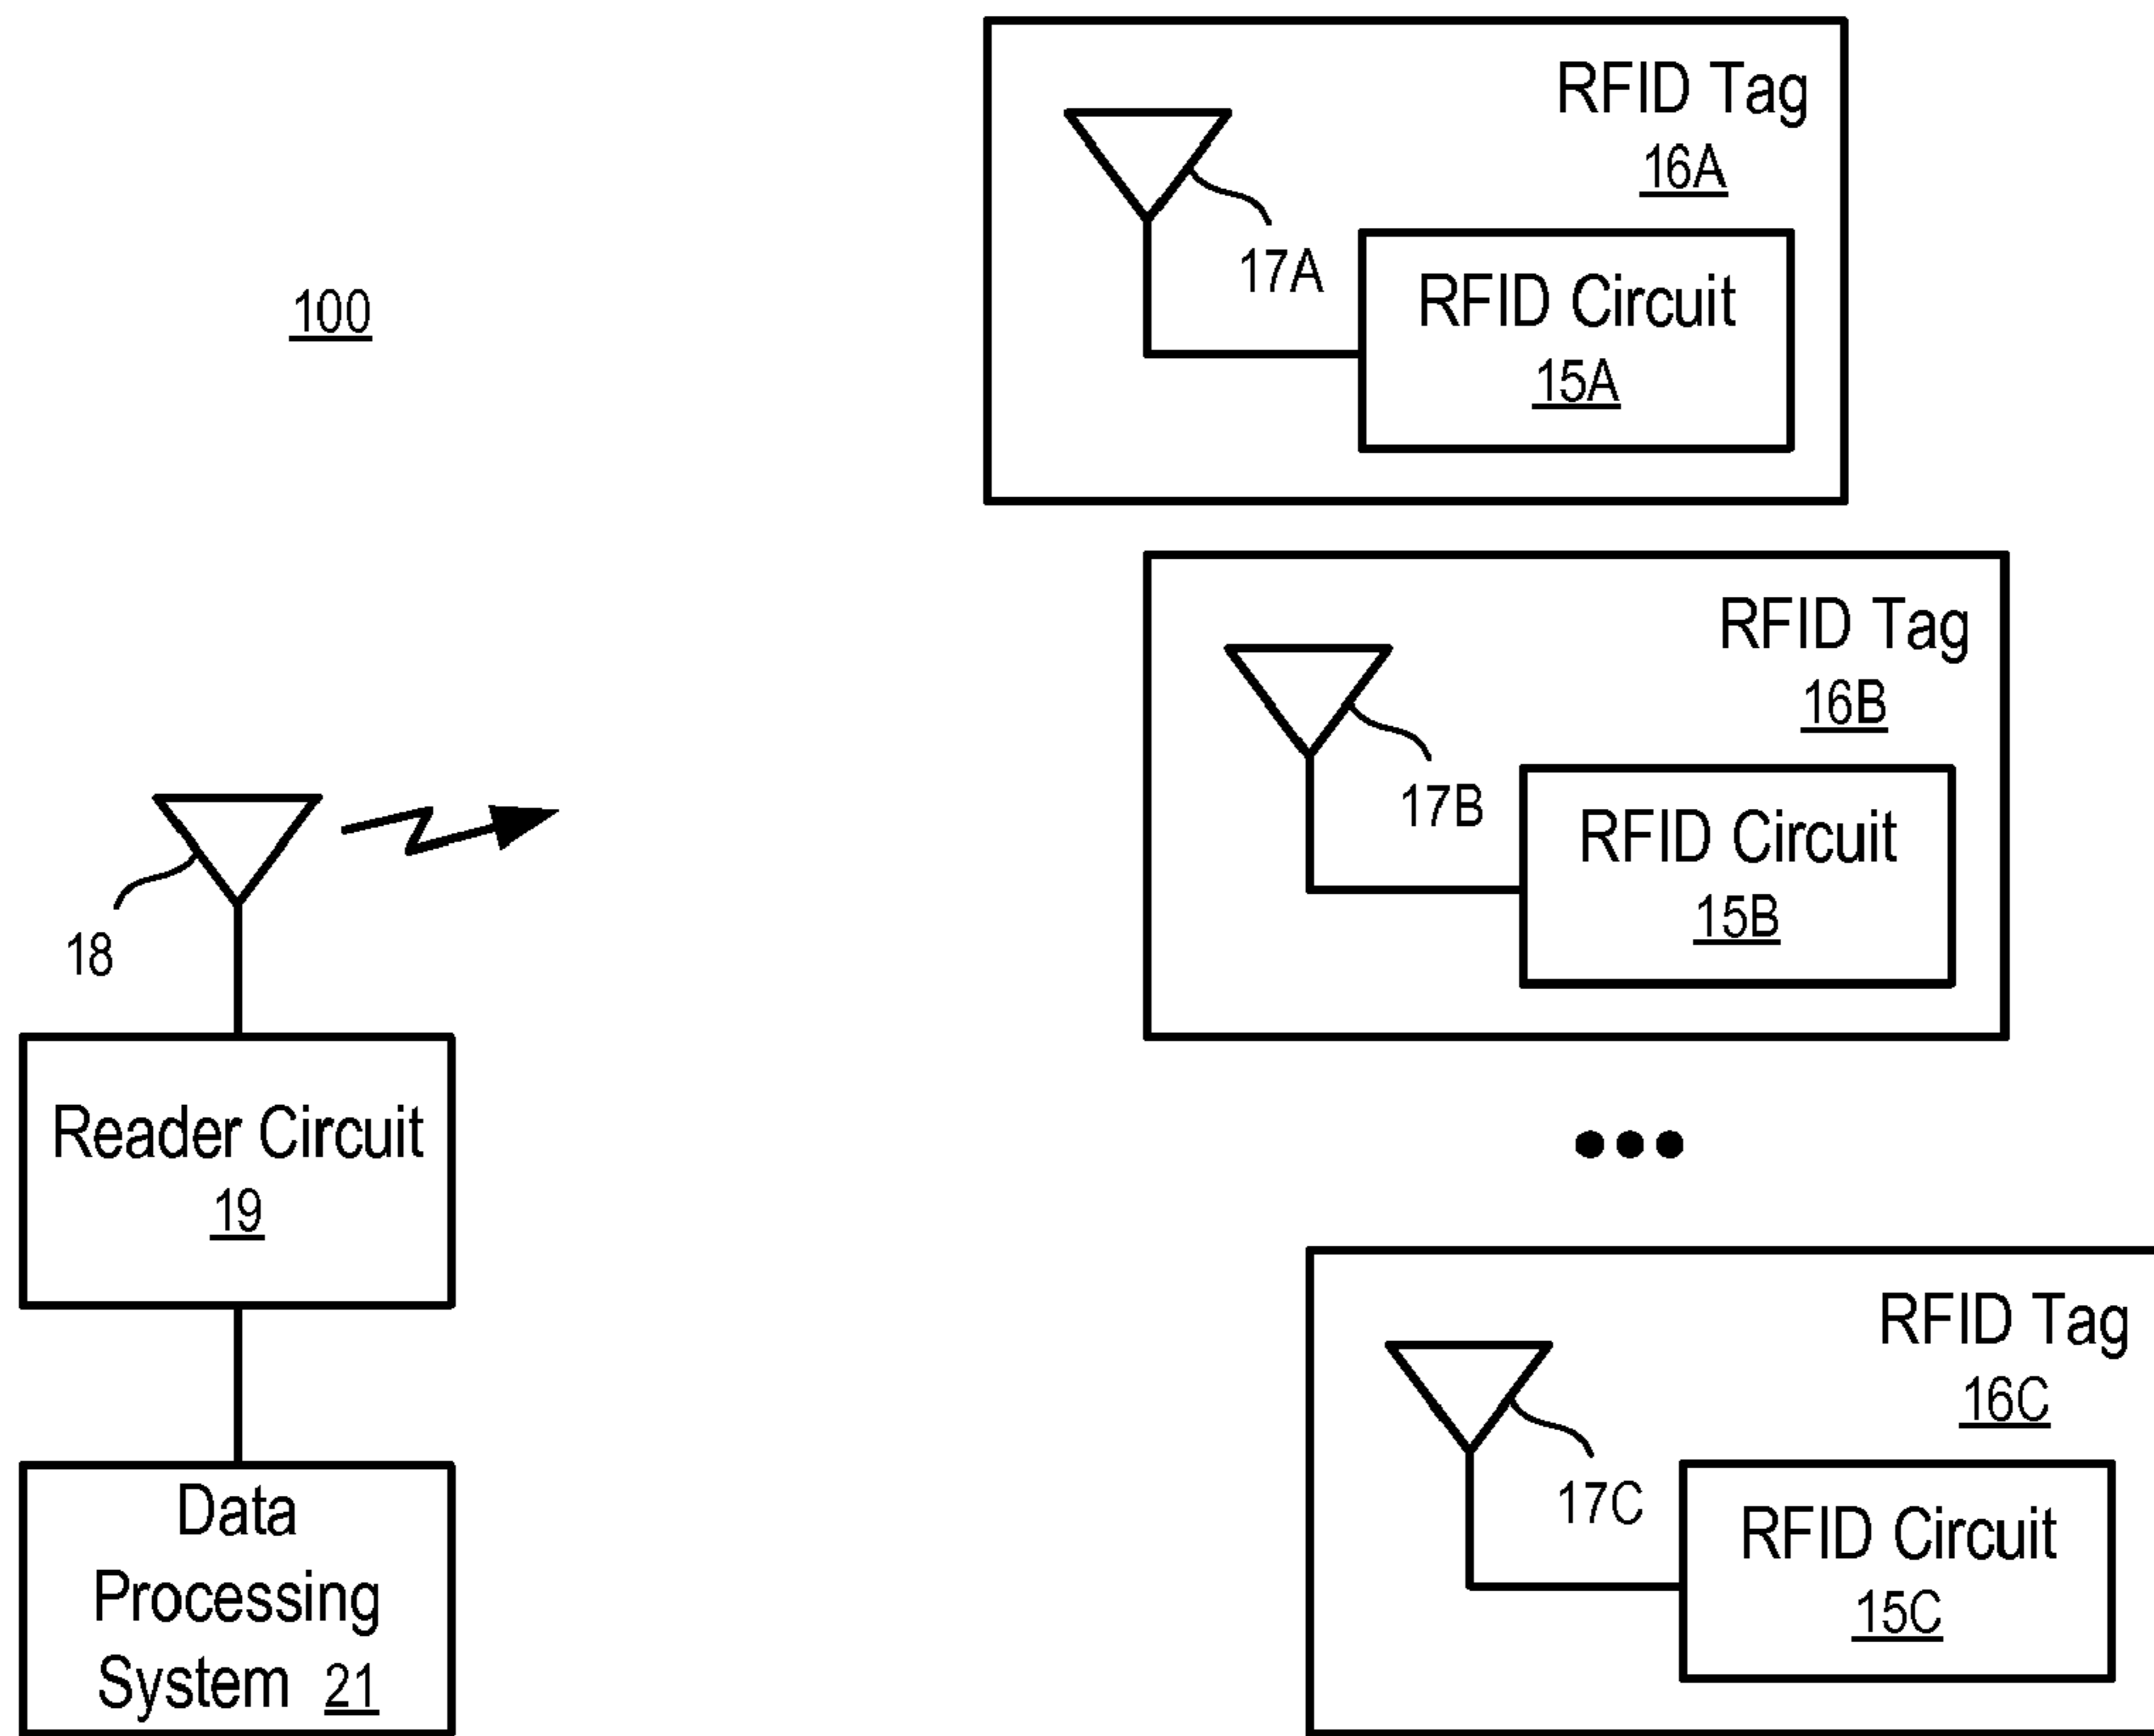 100
RFID Tag
16A
17A
RFID Circuit
15A
RFID Tag
16B
17B
RFID Circuit
15B
18
Reader Circuit
19
Data
Processing
System 21
RFID Tag
16C
17C
RFID Circuit
15C